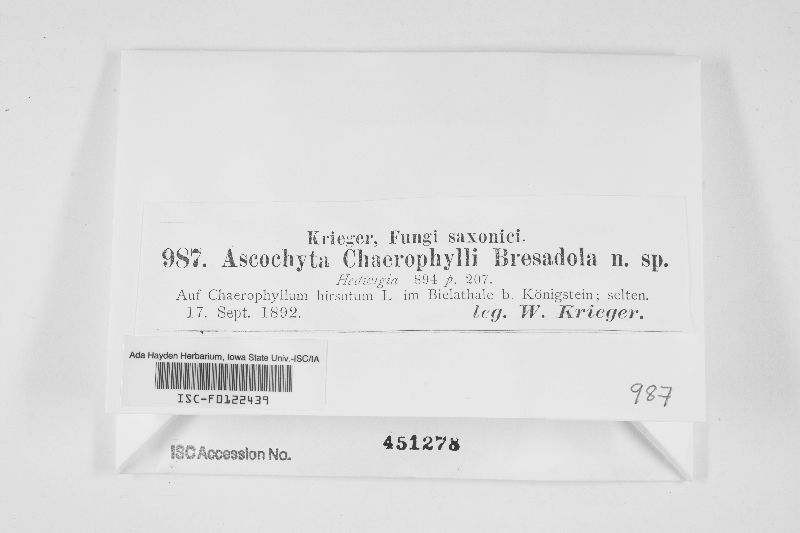 Krieger, Fungi saxonici.
987. Ascochyta Chaerophylli Bresadola n. sp.
Hedwigia 894 p. 207.
Auf Chaerophyllum hirsutum L. im Bielathale b. Königstein; selten.
17. Sept. 1892. leg. W. Krieger.
Ada Hayden Herbarium, Iowa State Univ.-ISC/IA
ISC-F0122439
987
ISC Accession No. 451278